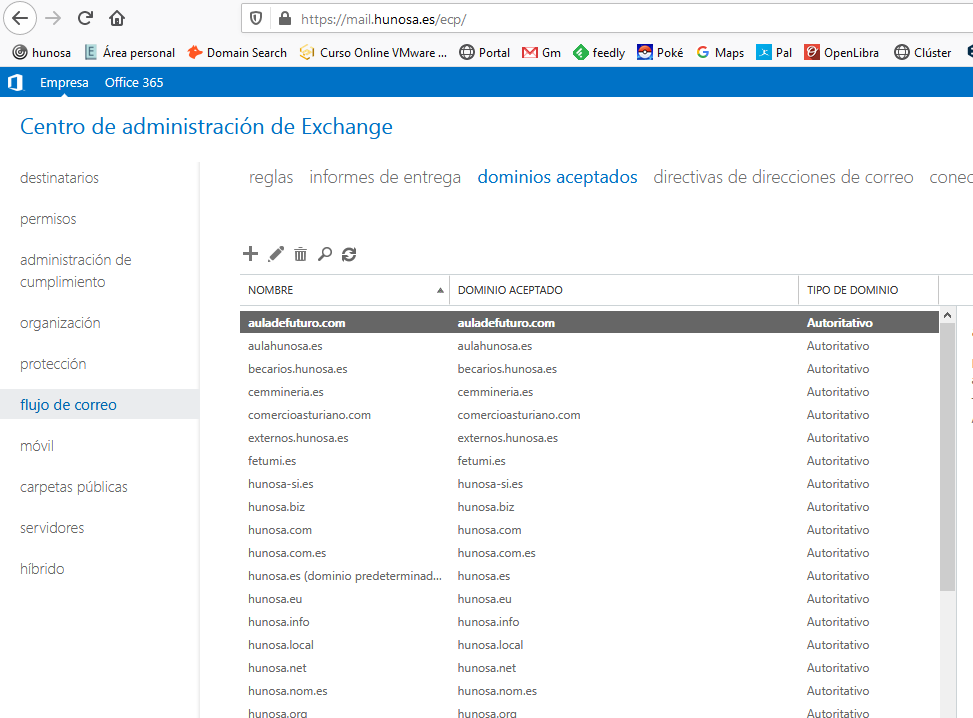 https://mail.hunosa.es/ecp/
hunosa Área personal Domain Search Curso Online VMware ... Portal Gm feedly Poké Maps Pal OpenLibra Clúster
Empresa Office 365
Centro de administración de Exchange
destinatarios
permisos
administración de
cumplimiento
organización
protección
flujo de correo
móvil
carpetas públicas
servidores
híbrido
reglas informes de entrega dominios aceptados directivas de direcciones de correo conec
NOMBRE DOMINIO ACEPTADO TIPO DE DOMINIO
auladefuturo.com auladefuturo.com Autoritativo
aulahunosa.es aulahunosa.es Autoritativo
becarios.hunosa.es becarios.hunosa.es Autoritativo
cemmineria.es cemmineria.es Autoritativo
comercioasturiano.com comercioasturiano.com Autoritativo
externos.hunosa.es externos.hunosa.es Autoritativo
fetumi.es fetumi.es Autoritativo
hunosa-si.es hunosa-si.es Autoritativo
hunosa.biz hunosa.biz Autoritativo
hunosa.com hunosa.com Autoritativo
hunosa.com.es hunosa.com.es Autoritativo
hunosa.es (dominio predeterminad... hunosa.es Autoritativo
hunosa.eu hunosa.eu Autoritativo
hunosa.info hunosa.info Autoritativo
hunosa.local hunosa.local Autoritativo
hunosa.net hunosa.net Autoritativo
hunosa.nom.es hunosa.nom.es Autoritativo
hunosa.org hunosa.org Autoritativo